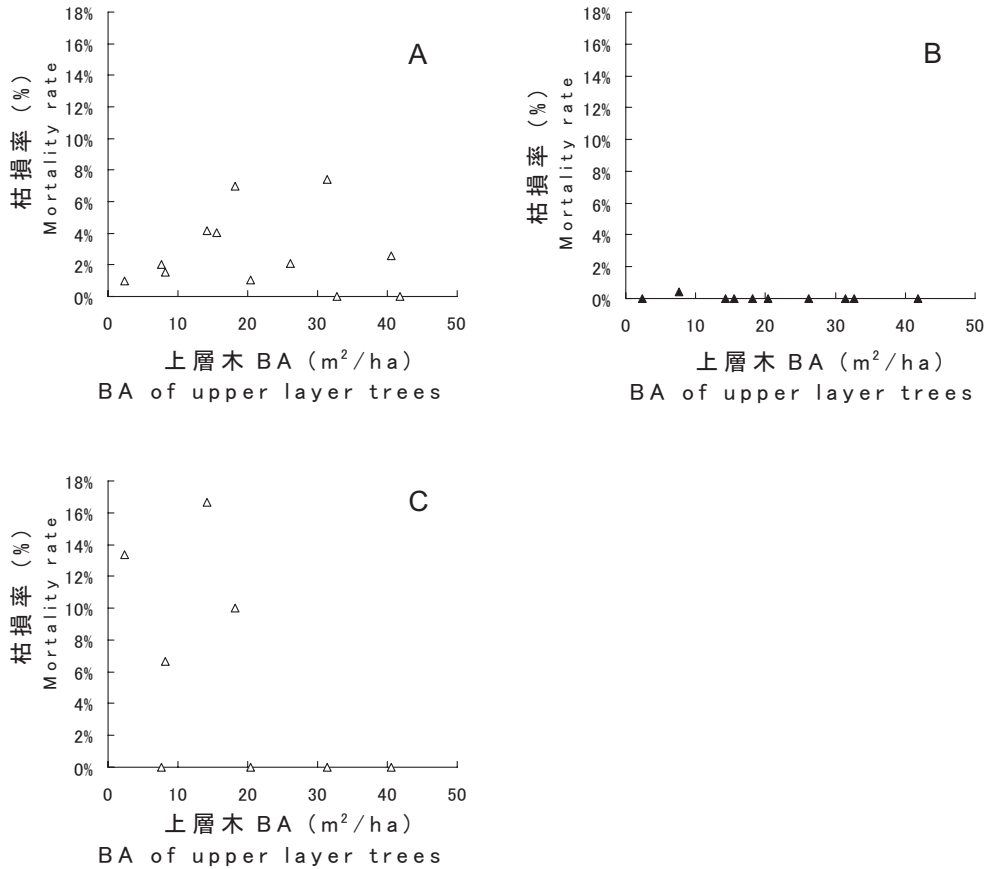 18%
16%
14%
12%
10%
8%
6%
4%
2%
0%
枯損率 (%)
Mortality rate
A
0 10 20 30 40 50
上層木 BA (m²/ha)
BA of upper layer trees
18%
16%
14%
12%
10%
8%
6%
4%
2%
0%
枯損率 (%)
Mortality rate
B
0 10 20 30 40 50
上層木 BA (m²/ha)
BA of upper layer trees
18%
16%
14%
12%
10%
8%
6%
4%
2%
0%
枯損率 (%)
Mortality rate
C
0 10 20 30 40 50
上層木 BA (m²/ha)
BA of upper layer trees